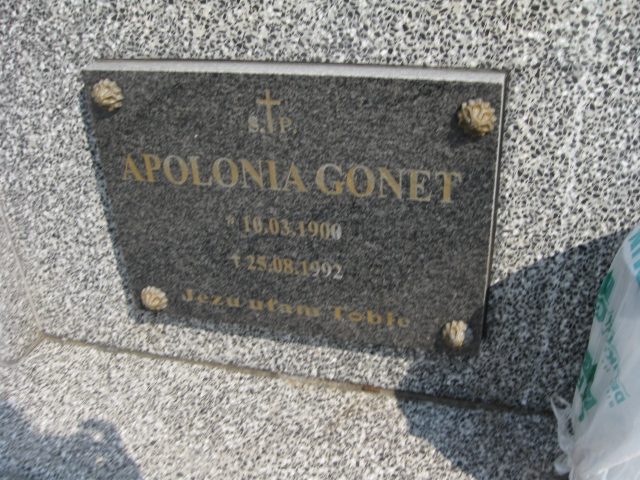 S.P.
APOLONIA GONET
* 10.03.1900
† 25.08.1992
Jezu ufam Tobie